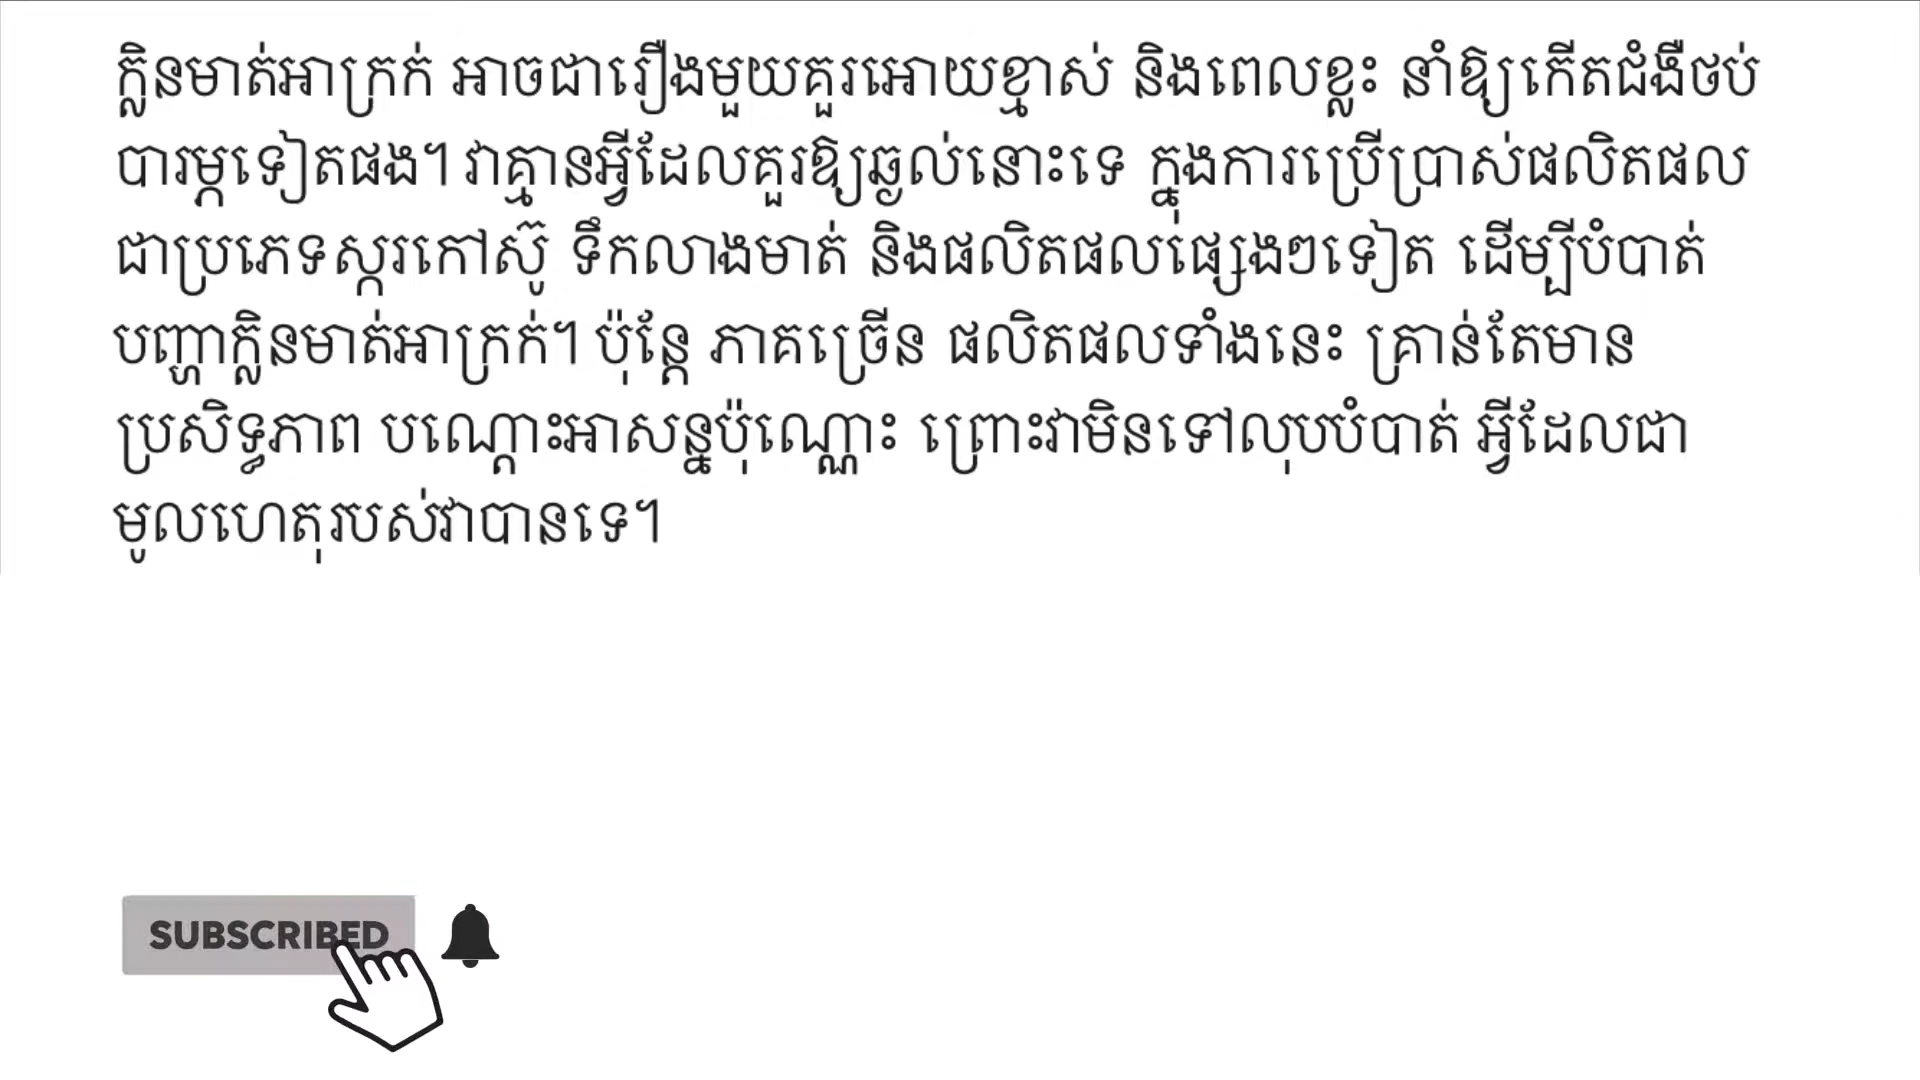 ក្លិនមាត់អាក្រក់ អាចជារឿងមួយគួរអោយខ្មាស់ និងពេលខ្លះ នាំឱ្យកើតជំងឺថប់
បារម្ភទៀតផង។ វាគ្មានអ្វីដែលគួរឱ្យឆ្ងល់នោះទេ ក្នុងការប្រើប្រាស់ផលិតផល
ជាប្រភេទស្ករកៅស៊ូ ទឹកលាងមាត់ និងផលិតផលផ្សេងៗទៀត ដើម្បីបំបាត់
បញ្ហាក្លិនមាត់អាក្រក់។ ប៉ុន្តែ ភាគច្រើន ផលិតផលទាំងនេះ គ្រាន់តែមាន
ប្រសិទ្ធភាព បណ្តោះអាសន្នប៉ុណ្ណោះ ព្រោះវាមិនទៅលុបបំបាត់ អ្វីដែលជា
មូលហេតុរបស់វាបានទេ។
SUBSCRIBED